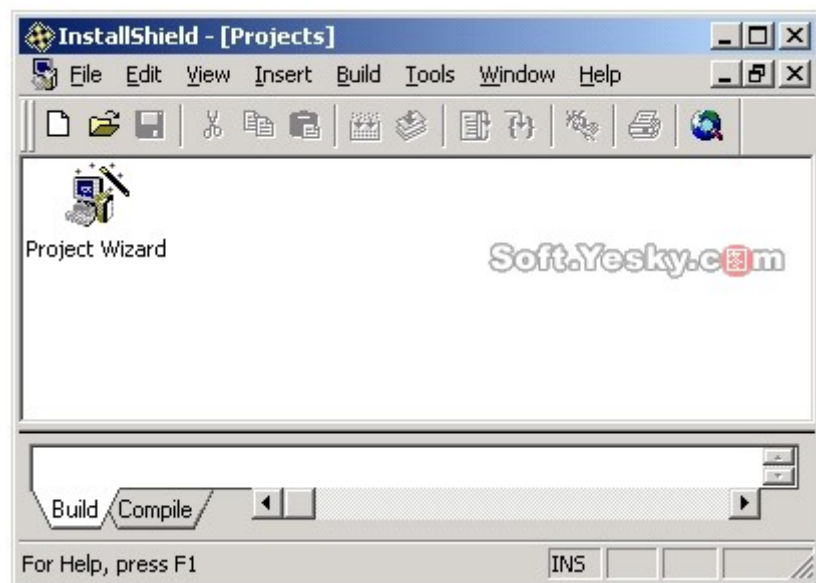 InstallShield - [Projects]
File Edit View Insert Build Tools Window Help
Project Wizard
Soft.Yesky.com
Build Compile
For Help, press F1
INS